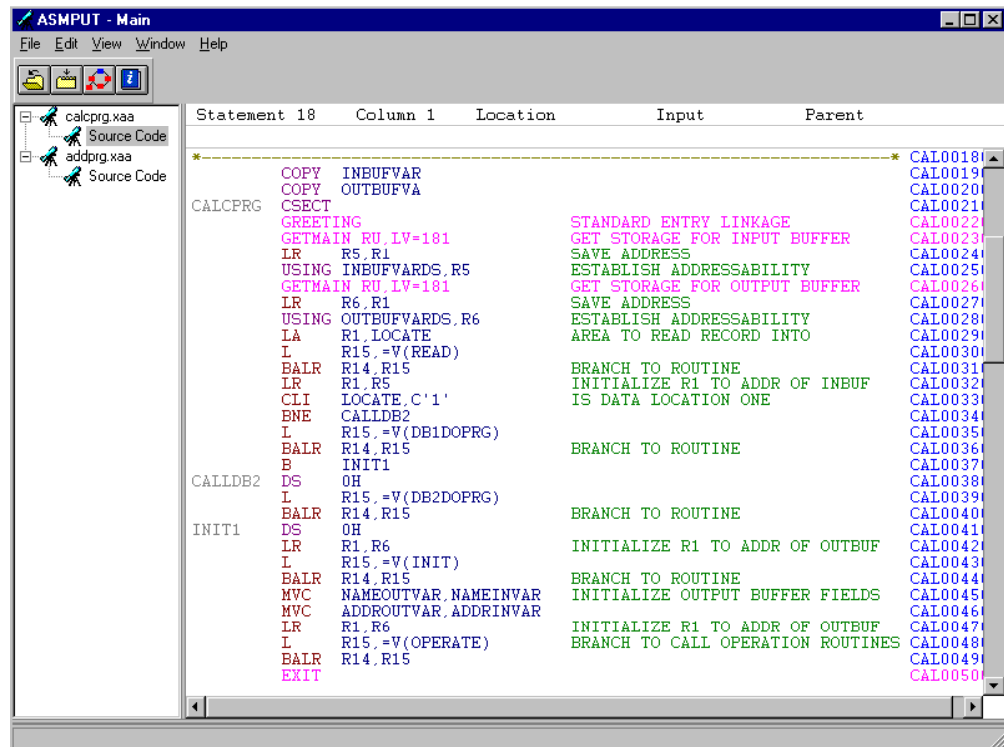 ASMPUT - Main
File Edit View Window Help
calcprg.xaa
Source Code
addprg.xaa
Source Code
Statement 18 Column 1 Location Input Parent
*---------------------------------------------------------------------* CAL0018
COPY INBUFVAR CAL0019
COPY OUTBUFVA CAL0020
CALCPRG CSECT CAL0021
GREETING STANDARD ENTRY LINKAGE CAL0022
GETMAIN RU,LV=181 GET STORAGE FOR INPUT BUFFER CAL0023
LR R5,R1 SAVE ADDRESS CAL0024
USING INBUFVARDS,R5 ESTABLISH ADDRESSABILITY CAL0025
GETMAIN RU,LV=181 GET STORAGE FOR OUTPUT BUFFER CAL0026
LR R6,R1 SAVE ADDRESS CAL0027
USING OUTBUFVARDS,R6 ESTABLISH ADDRESSABILITY CAL0028
LA R1,LOCATE AREA TO READ RECORD INTO CAL0029
L R15,=V(READ) CAL0030
BALR R14,R15 BRANCH TO ROUTINE CAL0031
LR R1,R5 INITIALIZE R1 TO ADDR OF INBUF CAL0032
CLI LOCATE,C'1' IS DATA LOCATION ONE CAL0033
BNE CALLDB2 CAL0034
L R15,=V(DB1DOPRG) CAL0035
BALR R14,R15 BRANCH TO ROUTINE CAL0036
B INIT1 CAL0037
CALLDB2 DS 0H CAL0038
L R15,=V(DB2DOPRG) CAL0039
BALR R14,R15 BRANCH TO ROUTINE CAL0040
INIT1 DS 0H CAL0041
LR R1,R6 INITIALIZE R1 TO ADDR OF OUTBUF CAL0042
L R15,=V(INIT) CAL0043
BALR R14,R15 BRANCH TO ROUTINE CAL0044
MVC NAMEOUTVAR,NAMEINVAR INITIALIZE OUTPUT BUFFER FIELDS CAL0045
MVC ADDROUTVAR,ADDRINVAR CAL0046
LR R1,R6 INITIALIZE R1 TO ADDR OF OUTBUF CAL0047
L R15,=V(OPERATE) BRANCH TO CALL OPERATION ROUTINES CAL0048
BALR R14,R15 CAL0049
EXIT CAL0050